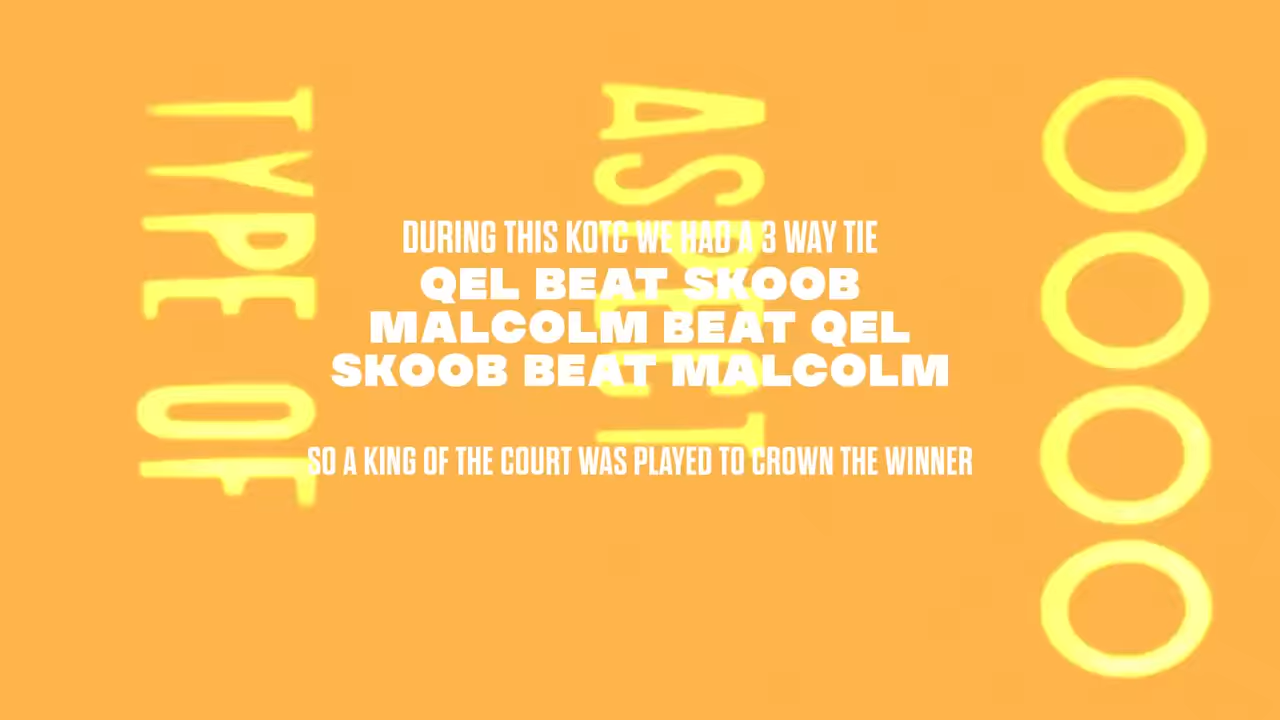 DURING THIS KOTC WE HAD A 3 WAY TIE
QEL BEAT SKOOB
MALCOLM BEAT QEL
SKOOB BEAT MALCOLM
SO A KING OF THE COURT WAS PLAYED TO CROWN THE WINNER
TYPE OF
ASPECT
OOOO